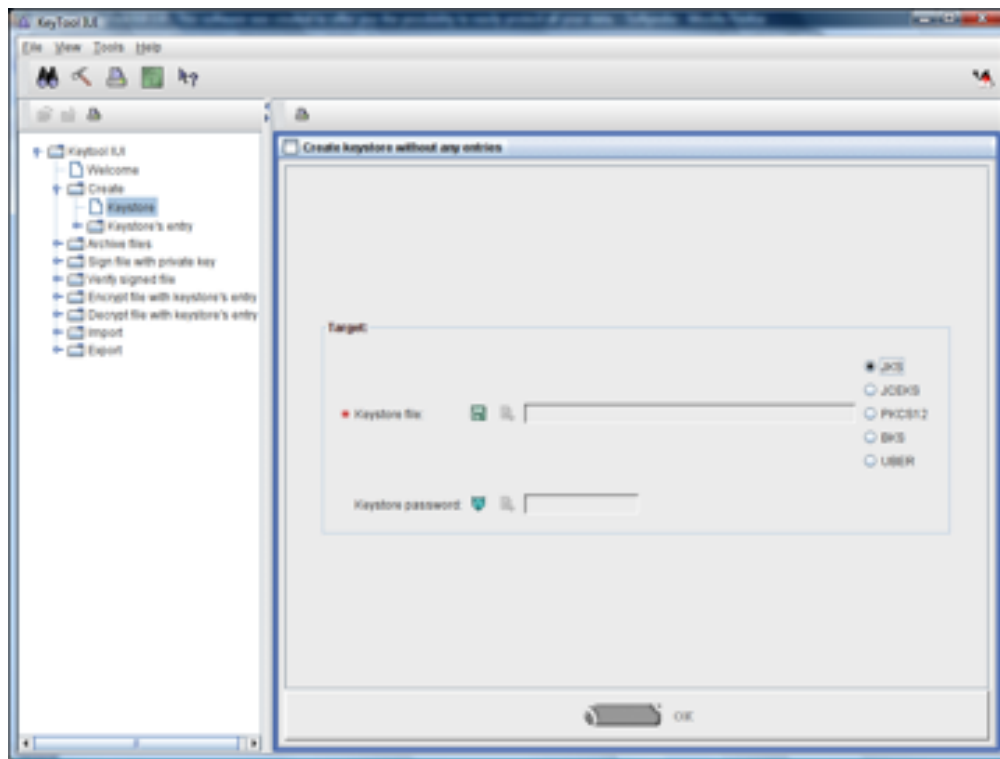 KeyTool IUI
File View Tools Help
Keytool IUI
Welcome
Create
Keystore
Keystore's entry
Archive files
Sign file with private key
Verify signed file
Encrypt file with keystore's entry
Decrypt file with keystore's entry
Import
Export
Create keystore without any entries
Target:
JKS
JCEKS
Keystore file:
PKCS12
BKS
UBER
Keystore password:
OK